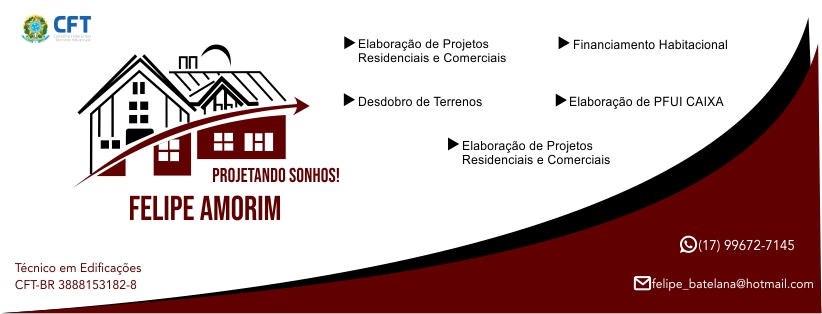 CFT
Elaboração de Projetos
Residenciais e Comerciais
Financiamento Habitacional
Desdobro de Terrenos
Elaboração de PFUI CAIXA
Elaboração de Projetos
Residenciais e Comerciais
PROJETANDO SONHOS!
FELIPE AMORIM
(17) 99672-7145
Técnico em Edificações
CFT-BR 3888153182-8
felipe_batelana@hotmail.com